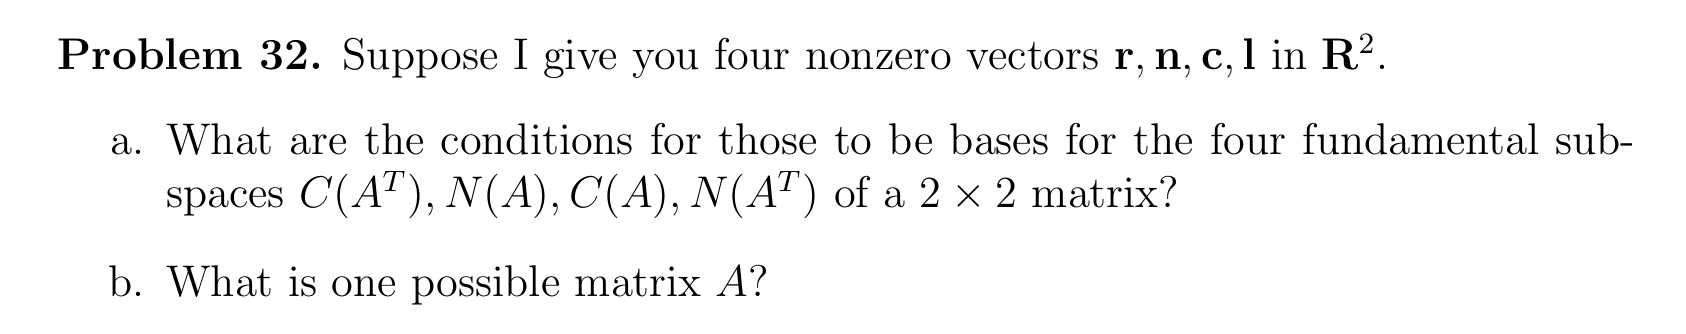 Problem 32. Suppose I give you four nonzero vectors r, n, c, l in R².
a. What are the conditions for those to be bases for the four fundamental sub-
spaces C(Aᵀ), N(A), C(A), N(Aᵀ) of a 2 × 2 matrix?
b. What is one possible matrix A?